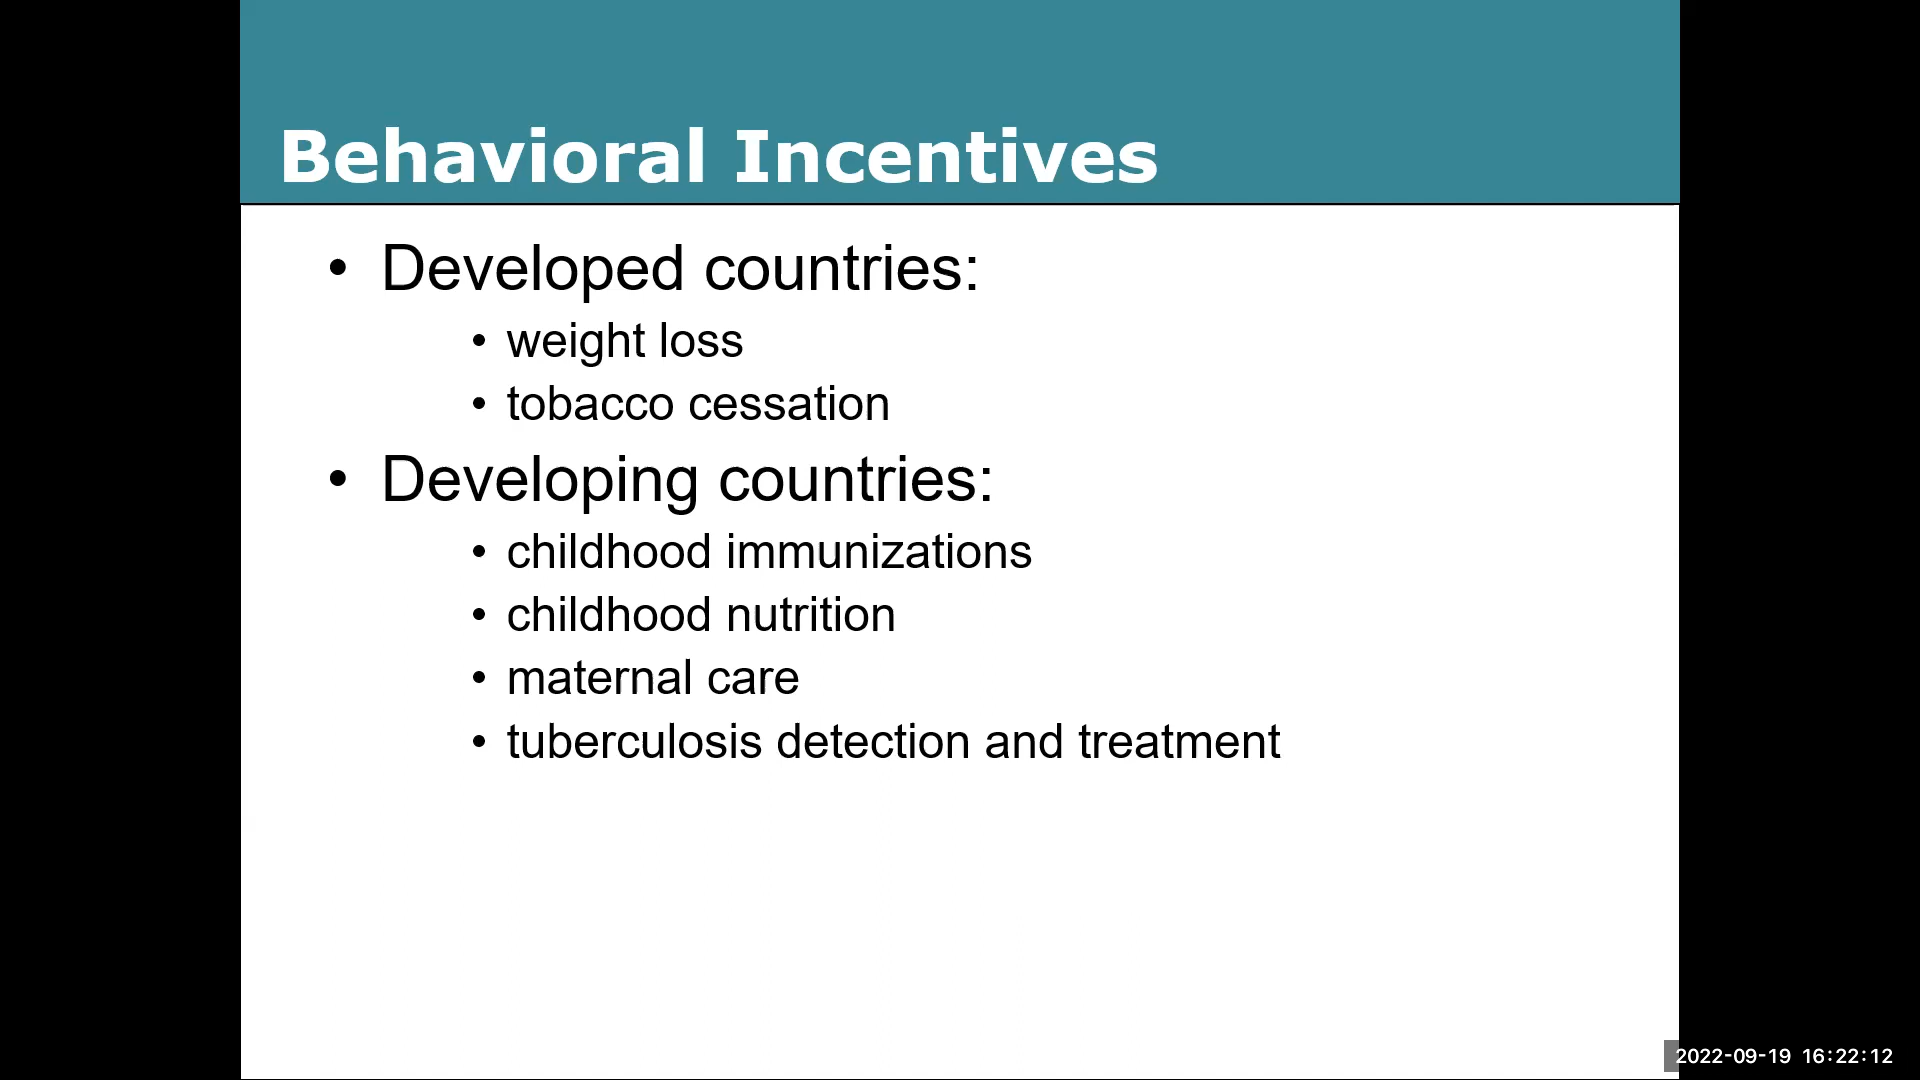 Behavioral Incentives
• Developed countries:
• weight loss
• tobacco cessation
• Developing countries:
• childhood immunizations
• childhood nutrition
• maternal care
• tuberculosis detection and treatment
2022-09-19 16:22:12